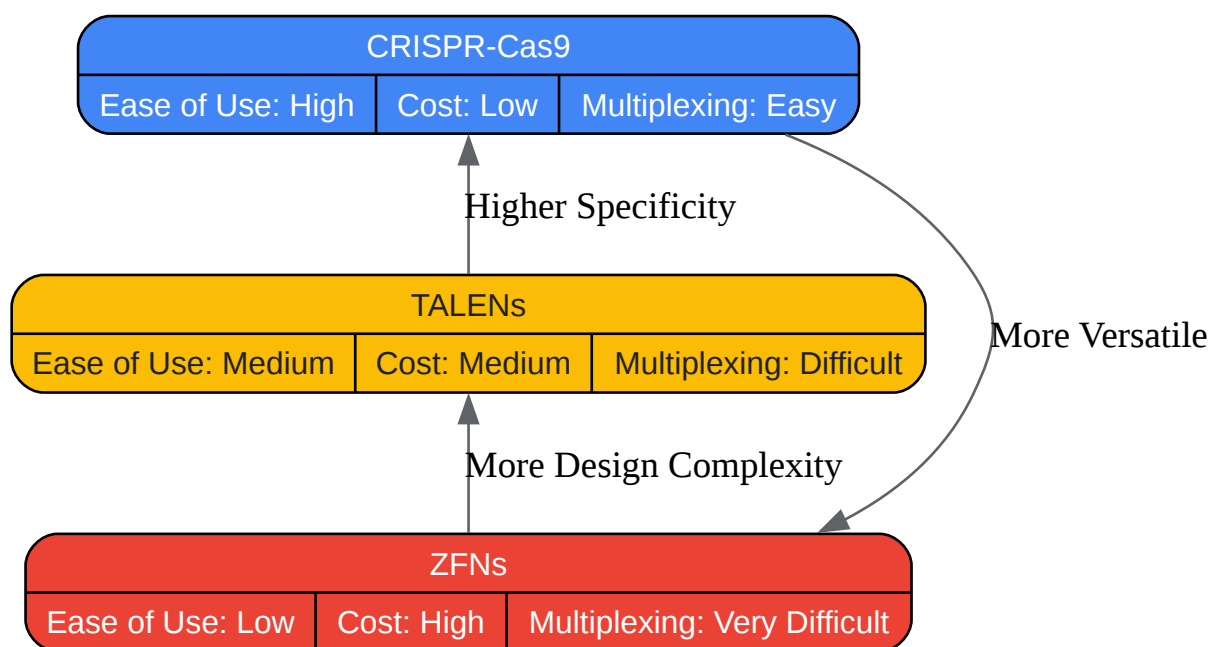 CRISPR-Cas9
Ease of Use: High
Cost: Low
Multiplexing: Easy
Higher Specificity
TALENs
More Versatile
Ease of Use: Medium
Cost: Medium
Multiplexing: Difficult
More Design Complexity
ZFNs
Ease of Use: Low
Cost: High
Multiplexing: Very Difficult